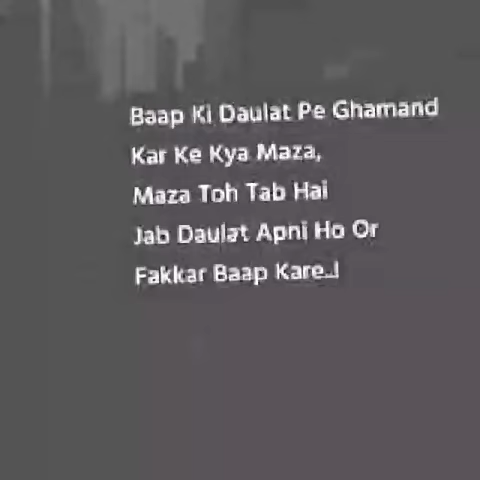 Baap Ki Daulat Pe Ghamand
Kar Ke Kya Maza,
Maza Toh Tab Hai
Jab Daulat Apni Ho Or
Fakkar Baap Kare..!